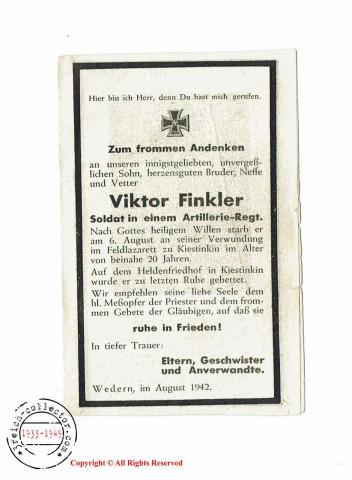 Hier bin ich Herr, denn Du hast mich gerufen.
Zum frommen Andenken
an unseren innigstgeliebten, unvergeß-
lichen Sohn, herzensguten Bruder, Neffe
und Vetter
Viktor Finkler
Soldat in einem Artillerie-Regt.
Nach Gottes heiligem Willen starb er
am 6. August an seiner Verwundung
im Feldlazarett zu Kiestinkin im Alter
von beinahe 20 Jahren.
Auf dem Heldenfriedhof in Kiestinkin
wurde er zu letzten Ruhe gebettet.
Wir empfehlen seine liebe Seele dem
hl. Meßopfer der Priester und dem from-
men Gebete der Gläubigen, auf daß sie
ruhe in Frieden!
In tiefer Trauer:
Eltern, Geschwister
und Anverwandte.
Wedern, im August 1942.
3reich-collector.com
1933-1945
Copyright © All Rights Reserved